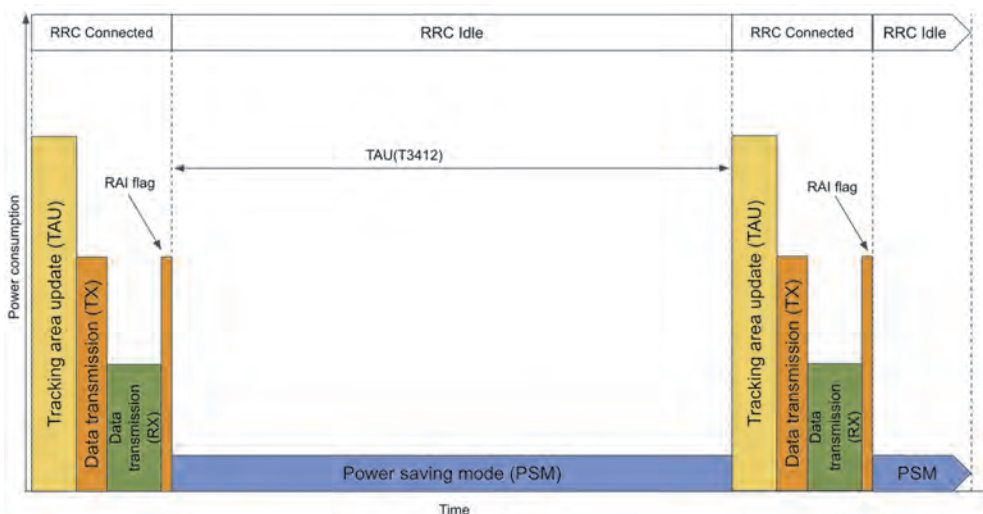 RRC Connected
RRC Idle
RRC Connected
RRC Idle
TAU(T3412)
RAI flag
RAI flag
Power consumption
Tracking area update (TAU)
Data transmission (TX)
Data
transmission
(RX)
Power saving mode (PSM)
Tracking area update (TAU)
Data transmission (TX)
Data
transmission
(RX)
PSM
Time